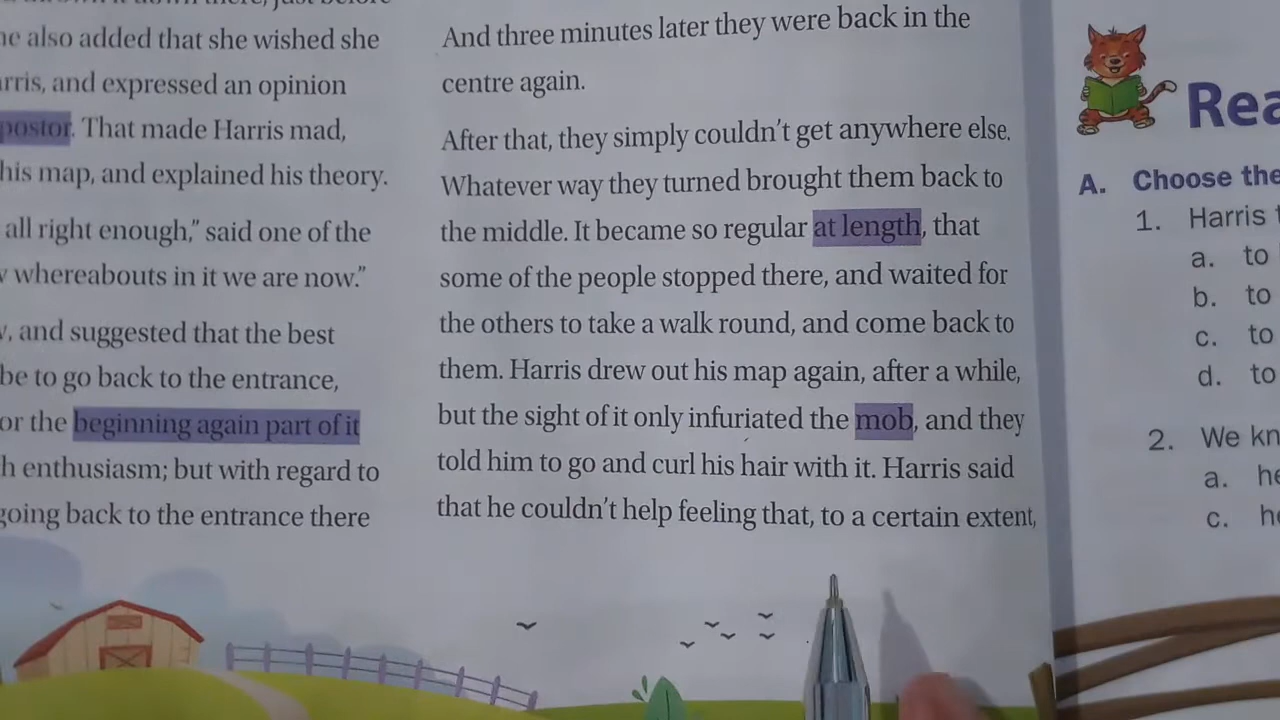 he also added that she wished she
and expressed an opinion
That made Harris mad,
his map, and explained his theory.
all right enough," said one of the
whereabouts in it we are now."
and suggested that the best
be to go back to the entrance,
or the beginning again part of it
enthusiasm; but with regard to
going back to the entrance there
And three minutes later they were back in the
centre again.
After that, they simply couldn't get anywhere else.
Whatever way they turned brought them back to
the middle. It became so regular at length, that
some of the people stopped there, and waited for
the others to take a walk round, and come back to
them. Harris drew out his map again, after a while,
but the sight of it only infuriated the mob, and they
told him to go and curl his hair with it. Harris said
that he couldn't help feeling that, to a certain extent,
A. Choose the
1. Harris
a. to
b. to
c. to
d. to
2. We
a.
c.